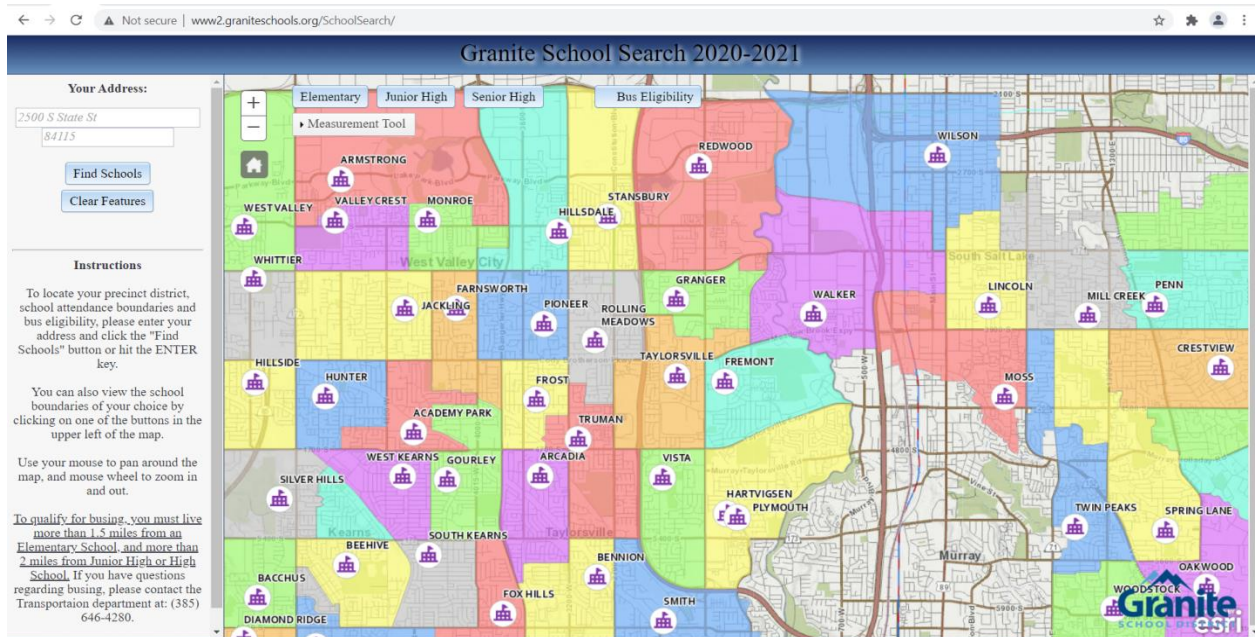 Not secure | www2.graniteschools.org/SchoolSearch/
Granite School Search 2020-2021
Your Address:
2500 S State St
84115
Find Schools
Clear Features
Instructions
To locate your precinct district,
school attendance boundaries and
bus eligibility, please enter your
address and click the "Find
Schools" button or hit the ENTER
key.
You can also view the school
boundaries of your choice by
clicking on one of the buttons in the
upper left of the map.
Use your mouse to pan around the
map, and mouse wheel to zoom in
and out.
To qualify for busing, you must live
more than 1.5 miles from an
Elementary School, and more than
2 miles from Junior High or High
School. If you have questions
regarding busing, please contact the
Transportaion department at: (385)
646-4280.
+
−
Elementary
Junior High
Senior High
Bus Eligibility
Measurement Tool
2100 S
WILSON
REDWOOD
ARMSTRONG
STANSBURY
WEST VALLEY
VALLEY CREST
MONROE
HILLSDALE
West Valley City
South Salt Lake
WHITTIER
GRANGER
FARNSWORTH
JACKLING
PIONEER
ROLLING
MEADOWS
WALKER
LINCOLN
MILL CREEK
PENN
CRESTVIEW
TAYLORSVILLE
FREMONT
HILLSIDE
HUNTER
FROST
MOSS
ACADEMY PARK
TRUMAN
4800 S
WEST KEARNS
GOURLEY
ARCADIA
VISTA
SILVER HILLS
HARTVIGSEN
PLYMOUTH
TWIN PEAKS
SPRING LANE
Kearns
Taylorsville
SOUTH KEARNS
BEEHIVE
BENNION
Murray
OAKWOOD
BACCHUS
FOX HILLS
SMITH
WOODSTOCK
DIAMOND RIDGE
5900 S
Granite
SCHOOL DISTRICT
esri